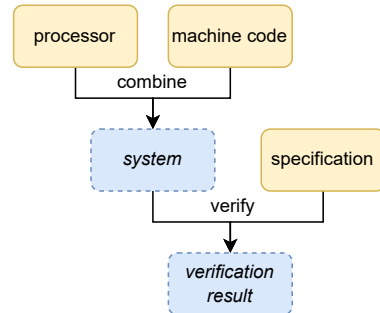 processor
machine code
combine
system
specification
verify
verification
result